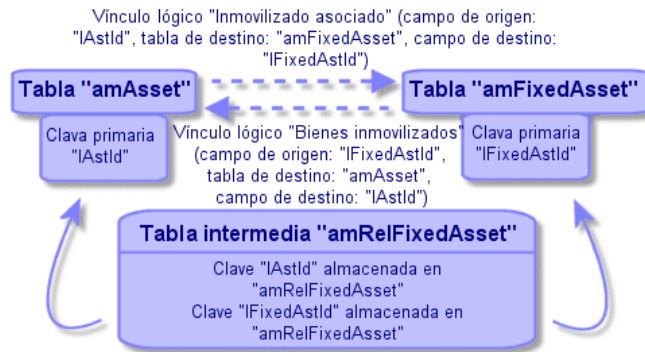 Vínculo lógico "Inmovilizado asociado" (campo de origen:
"lAstId", tabla de destino: "amFixedAsset", campo de destino:
"lFixedAstId")
Tabla "amAsset"
Tabla "amFixedAsset"
Clava primaria
"lAstId"
Vínculo lógico "Bienes inmovilizados"
(campo de origen: "lFixedAstId",
tabla de destino: "amAsset",
campo de destino: "lAstId")
Clava primaria
"lFixedAstId"
Tabla intermedia "amRelFixedAsset"
Clave "lAstId" almacenada en
"amRelFixedAsset"
Clave "lFixedAstId" almacenada en
"amRelFixedAsset"